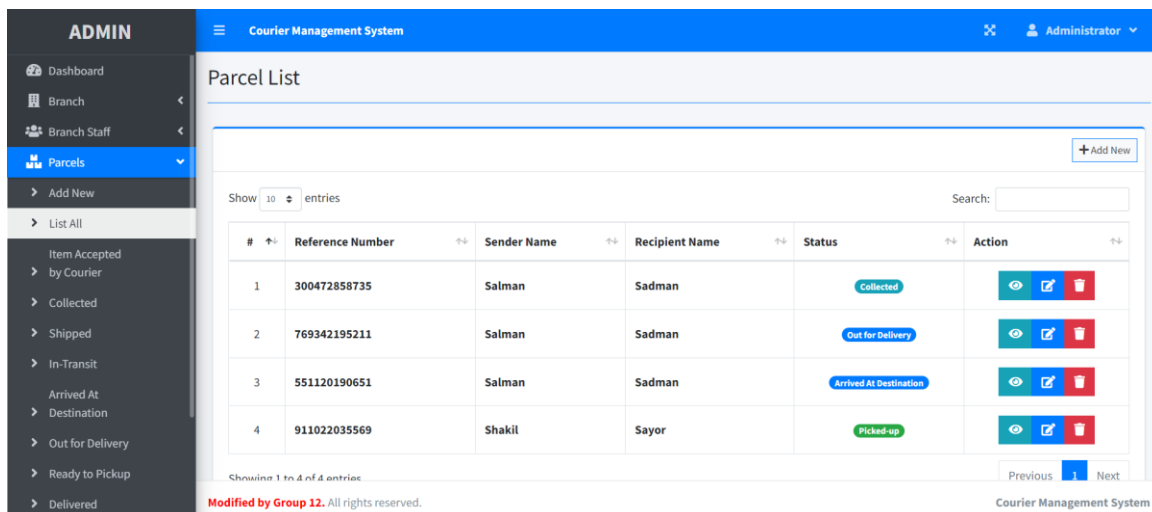 ADMIN
Courier Management System
Administrator
Dashboard
Branch
Branch Staff
Parcels
Add New
List All
Item Accepted
by Courier
Collected
Shipped
In-Transit
Arrived At
Destination
Out for Delivery
Ready to Pickup
Delivered
Parcel List
+ Add New
Show 10 entries
Search:
# Reference Number Sender Name Recipient Name Status Action
1 300472858735 Salman Sadman Collected
2 769342195211 Salman Sadman Out for Delivery
3 551120190651 Salman Sadman Arrived At Destination
4 911022035569 Shakil Sayor Picked-up
Showing 1 to 4 of 4 entries
Previous 1 Next
Modified by Group 12. All rights reserved.
Courier Management System